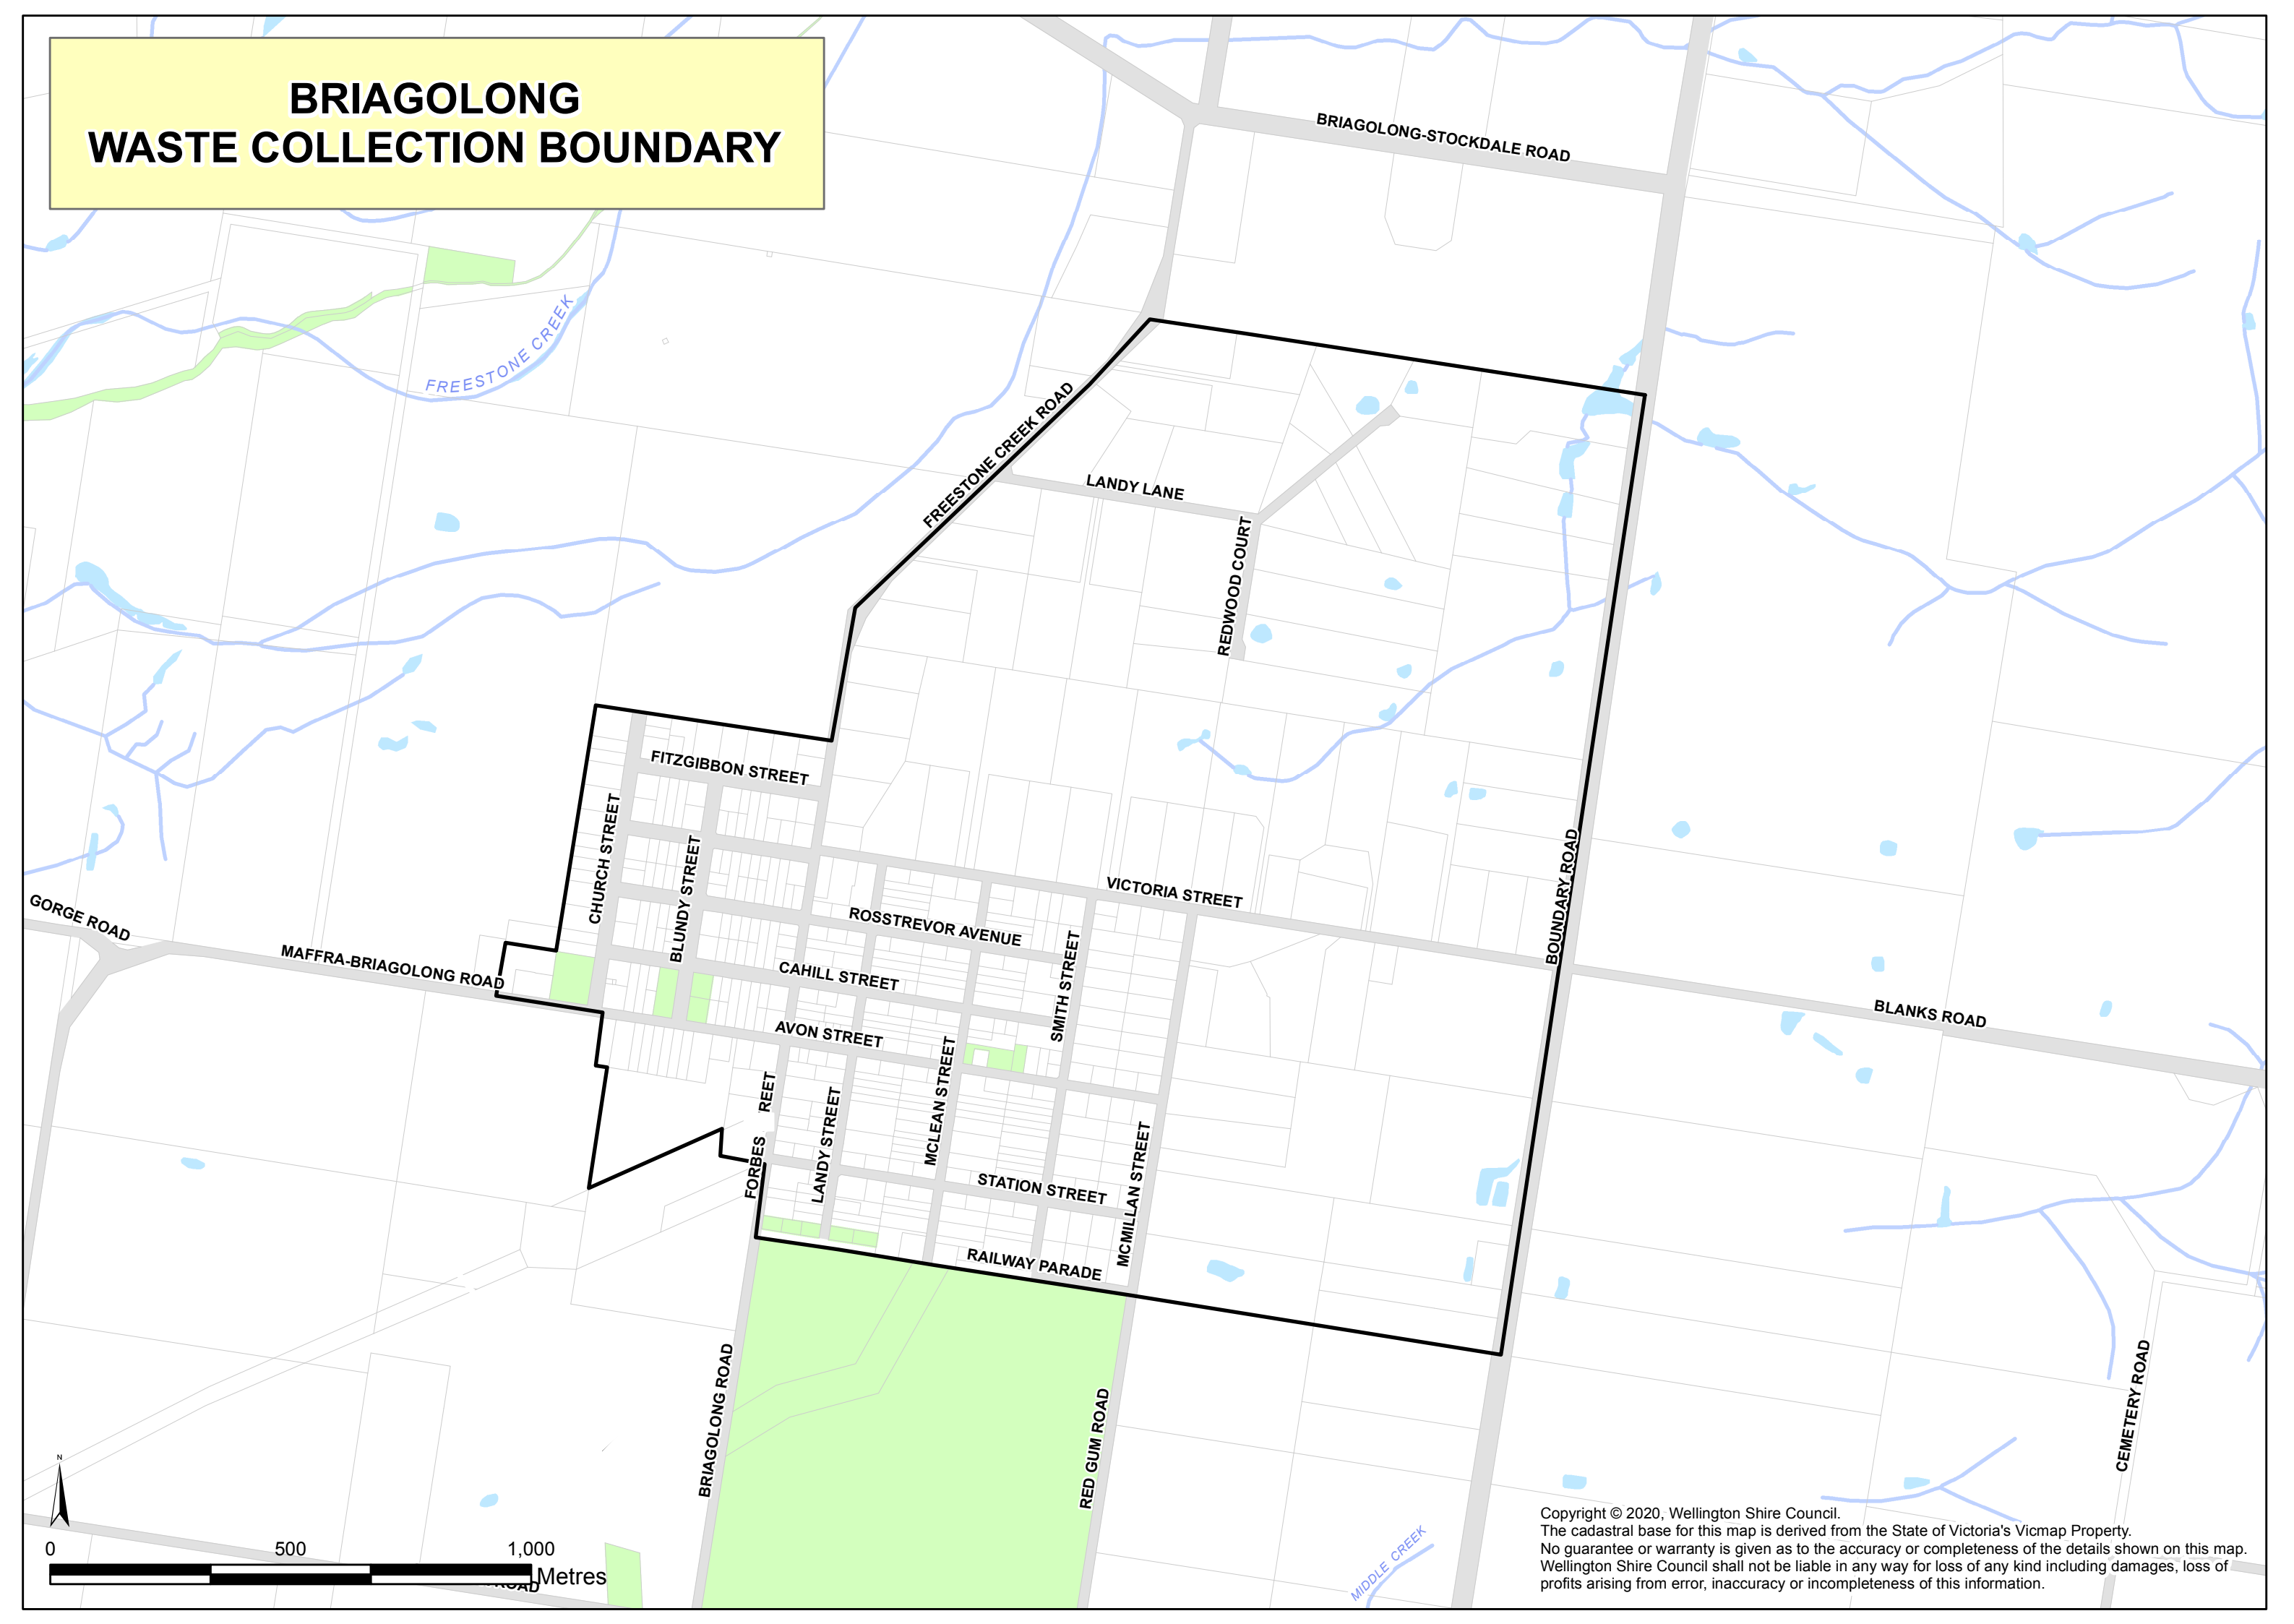 BRIAGOLONG
WASTE COLLECTION BOUNDARY
BRIAGOLONG-STOCKDALE ROAD
FREESTONE CREEK
FREESTONE CREEK ROAD
LANDY LANE
REDWOOD COURT
FITZGIBBON STREET
CHURCH STREET
BLUNDY STREET
VICTORIA STREET
BOUNDARY ROAD
GORGE ROAD
MAFFRA-BRIAGOLONG ROAD
ROSSTREVOR AVENUE
CAHILL STREET
SMITH STREET
BLANKS ROAD
AVON STREET
FORBES REET
LANDY STREET
MCLEAN STREET
MCMILLAN STREET
STATION STREET
RAILWAY PARADE
BRIAGOLONG ROAD
RED GUM ROAD
CEMETERY ROAD
MIDDLE CREEK
N
0 500 1,000
Metres
Copyright © 2020, Wellington Shire Council.
The cadastral base for this map is derived from the State of Victoria's Vicmap Property.
No guarantee or warranty is given as to the accuracy or completeness of the details shown on this map.
Wellington Shire Council shall not be liable in any way for loss of any kind including damages, loss of
profits arising from error, inaccuracy or incompleteness of this information.